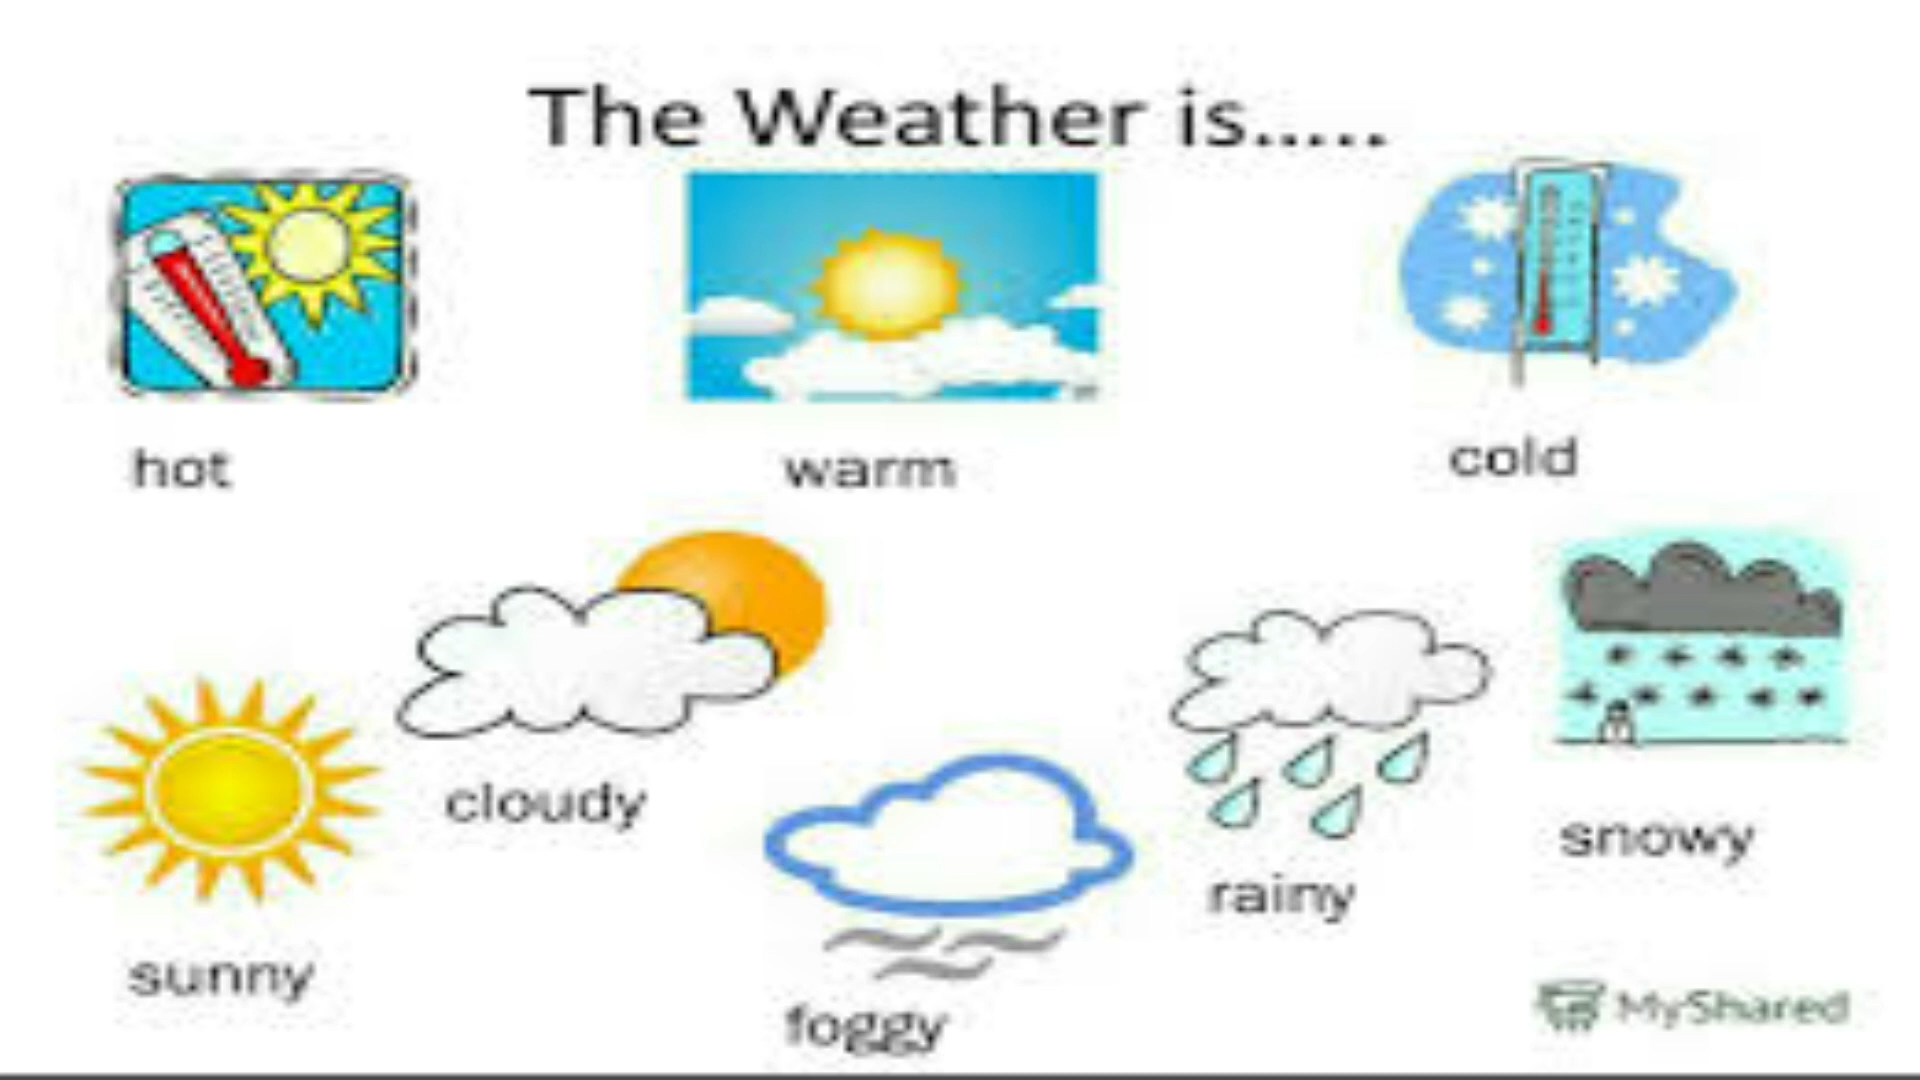 The Weather is.....
hot
warm
cold
cloudy
snowy
rainy
sunny
foggy
MyShared